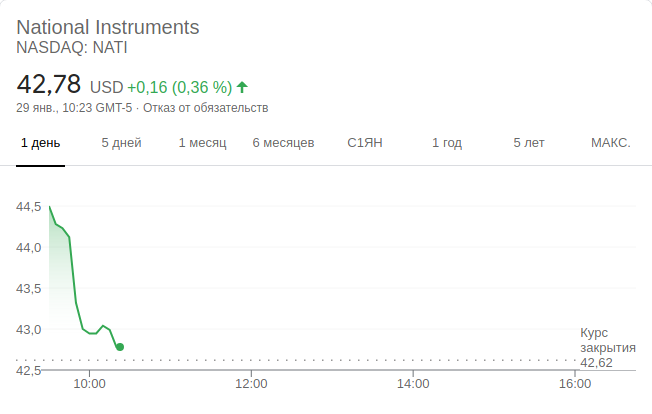 National Instruments
NASDAQ: NATI
42,78 USD +0,16 (0,36 %)
29 янв., 10:23 GMT-5 · Отказ от обязательств
1 день 5 дней 1 месяц 6 месяцев С1ЯН 1 год 5 лет МАКС.
44,5
44,0
43,5
43,0
Курс
закрытия
42,62
42,5
10:00 12:00 14:00 16:00